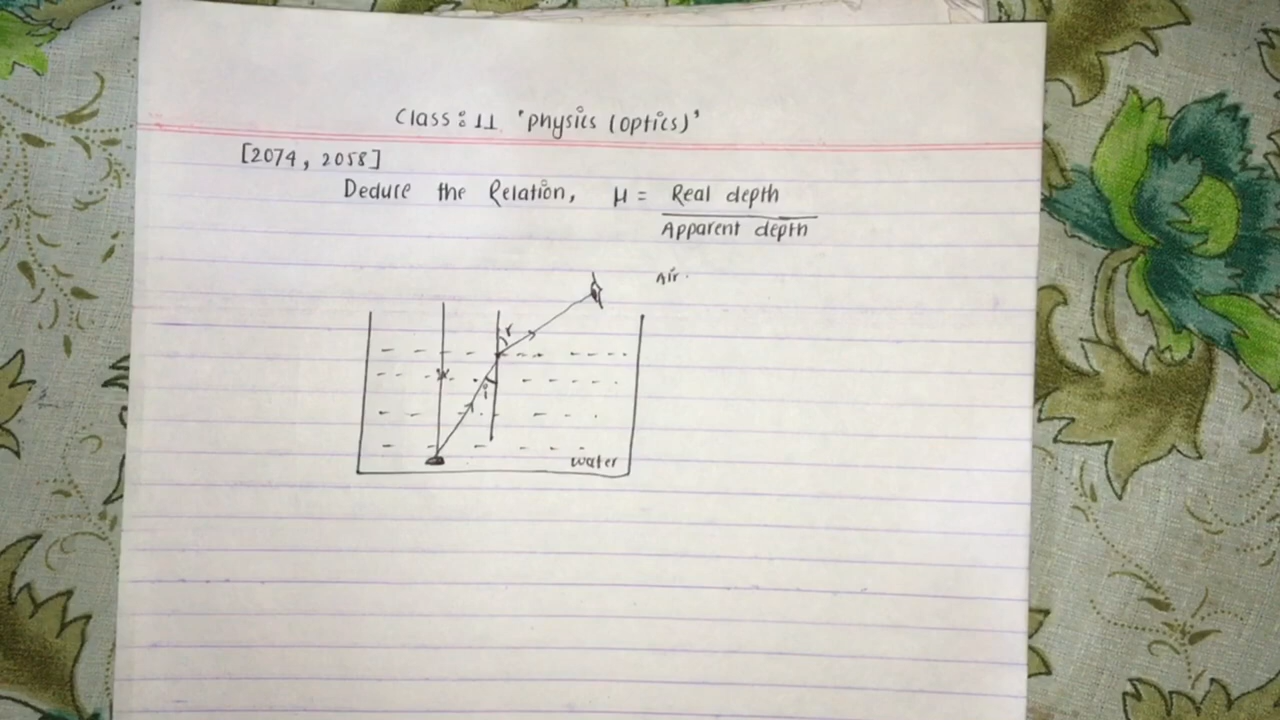 Class: 11 'Physics (Optics)'
[2074, 2058]
Deduce the Relation, μ = Real depth
Apparent depth
Air.
r
i
water